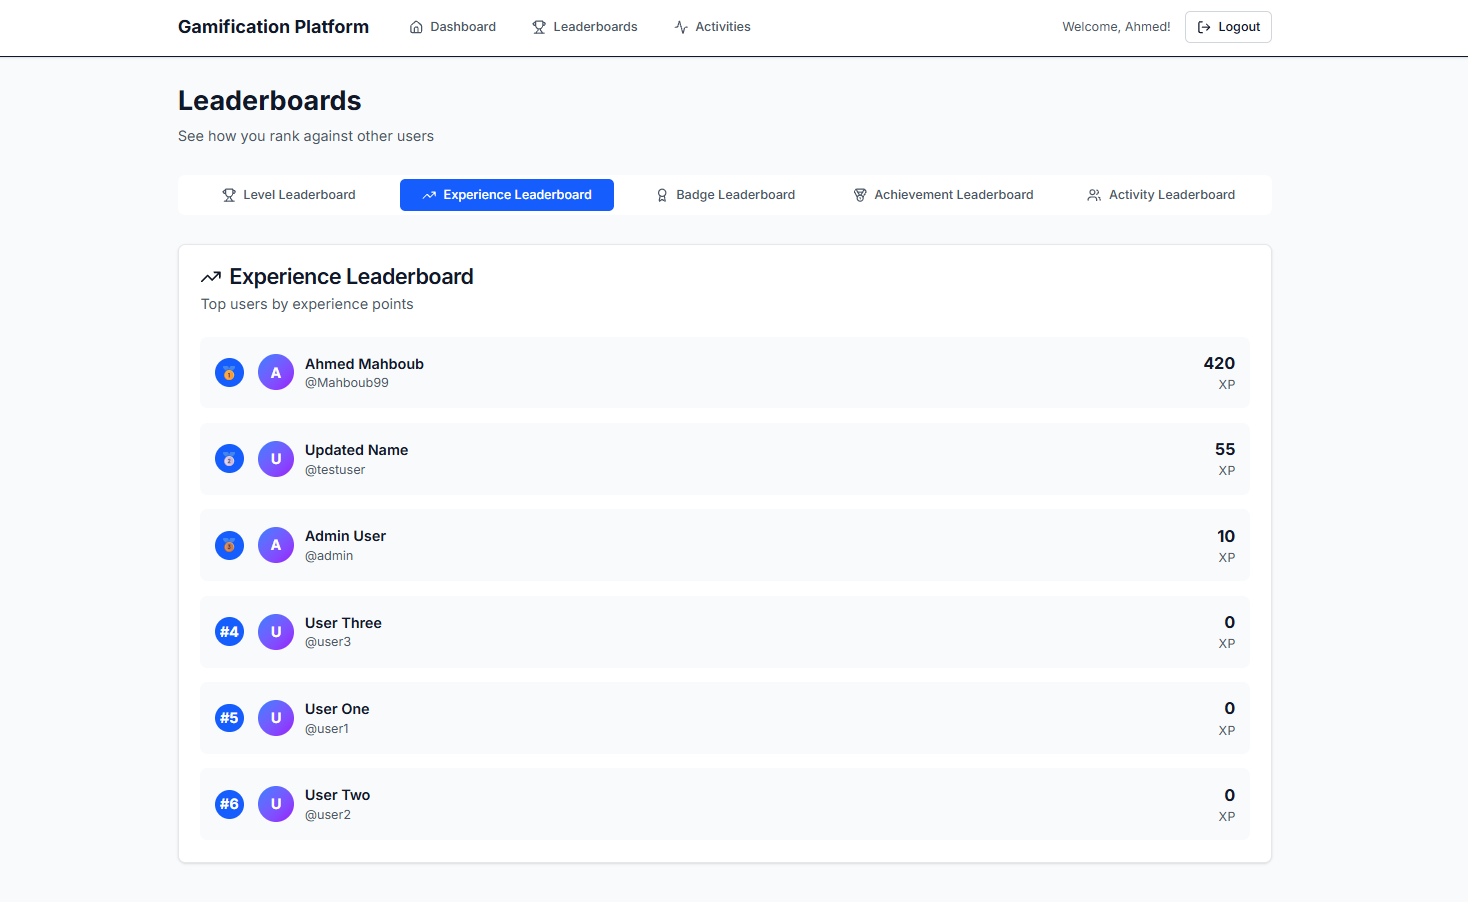 Gamification Platform
Dashboard
Leaderboards
Activities
Welcome, Ahmed!
Logout
Leaderboards
See how you rank against other users
Level Leaderboard
Experience Leaderboard
Badge Leaderboard
Achievement Leaderboard
Activity Leaderboard
Experience Leaderboard
Top users by experience points
1
A
Ahmed Mahboub
@Mahboub99
420
XP
2
U
Updated Name
@testuser
55
XP
3
A
Admin User
@admin
10
XP
#4
U
User Three
@user3
0
XP
#5
U
User One
@user1
0
XP
#6
U
User Two
@user2
0
XP